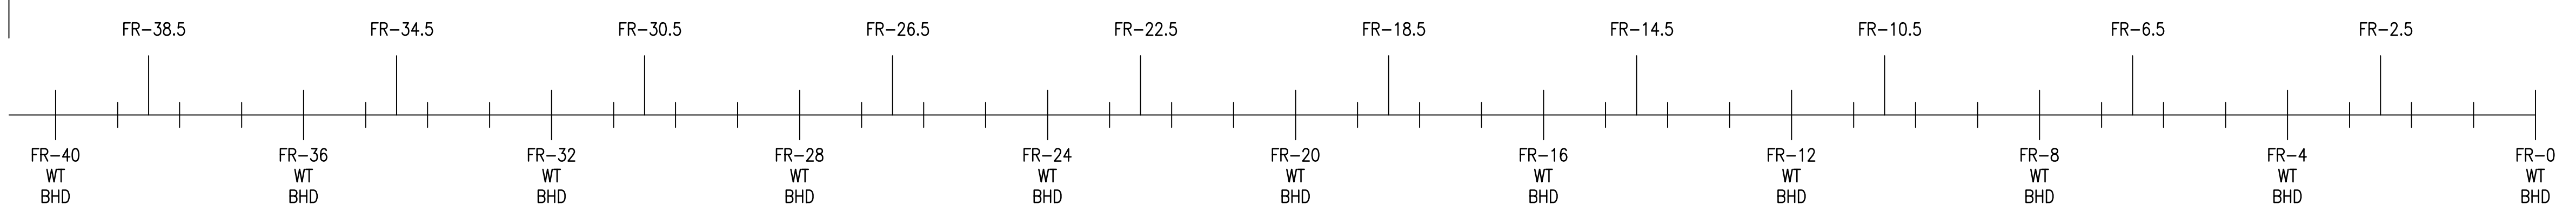 FR-38.5 FR-34.5 FR-30.5 FR-26.5 FR-22.5 FR-18.5 FR-14.5 FR-10.5 FR-6.5 FR-2.5
FR-40 FR-36 FR-32 FR-28 FR-24 FR-20 FR-16 FR-12 FR-8 FR-4 FR-0
WT WT WT WT WT WT WT WT WT WT WT
BHD BHD BHD BHD BHD BHD BHD BHD BHD BHD BHD